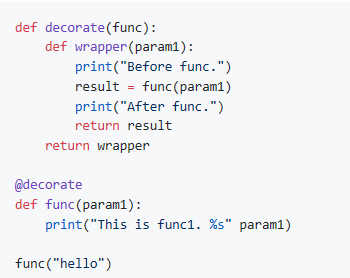 def decorate(func):
    def wrapper(param1):
        print("Before func.")
        result = func(param1)
        print("After func.")
        return result
    return wrapper

@decorate
def func(param1):
    print("This is func1. %s" param1)

func("hello")